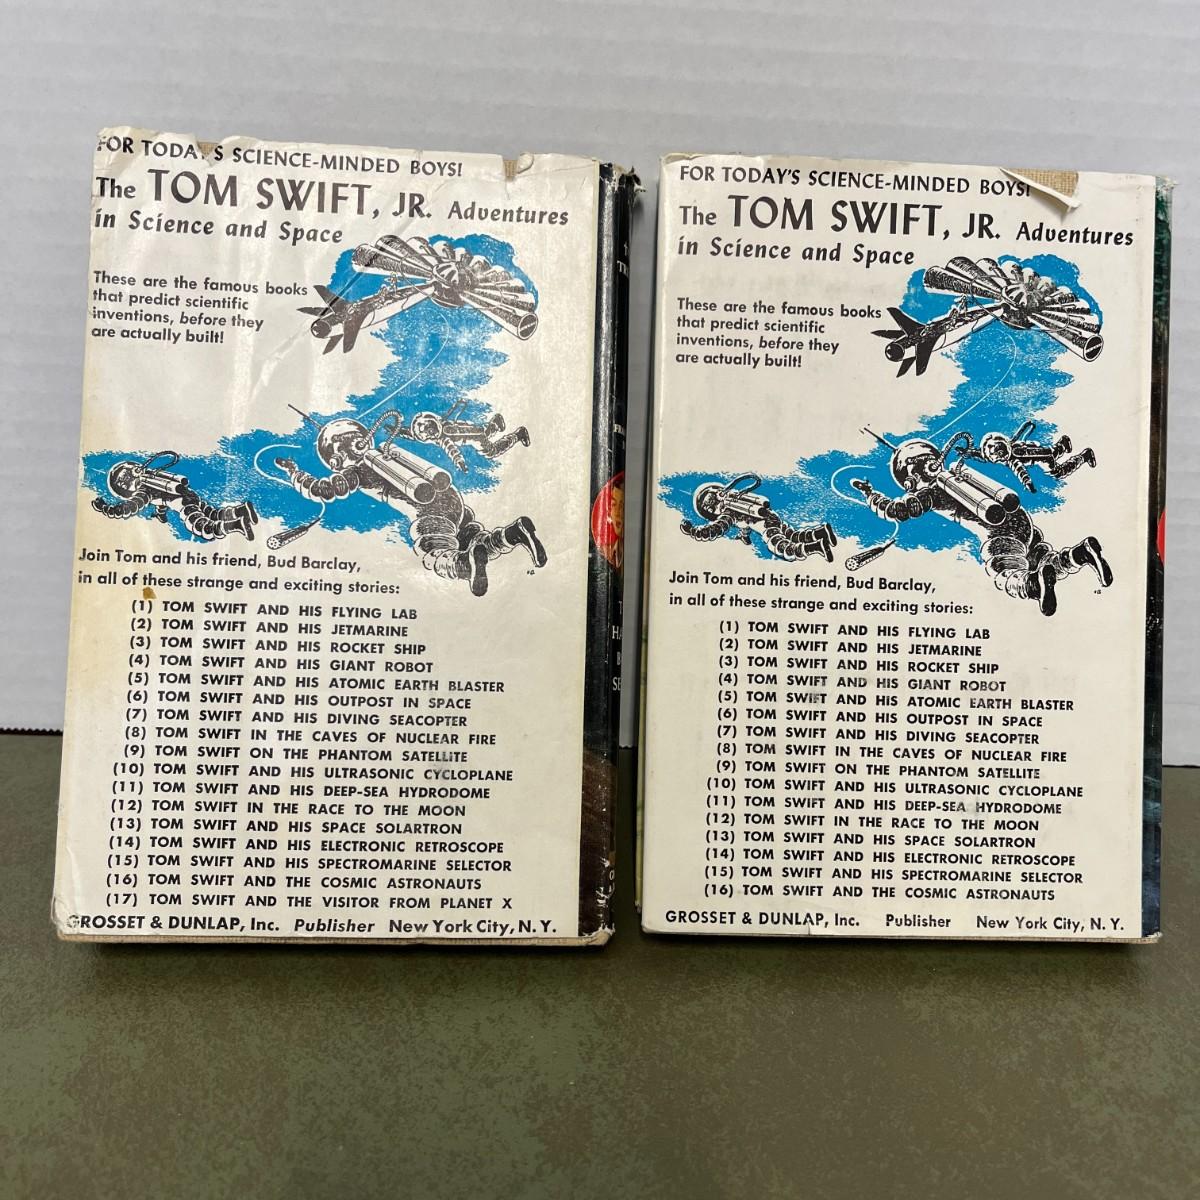 FOR TODAY'S SCIENCE-MINDED BOYS!
The TOM SWIFT, JR. Adventures
in Science and Space
These are the famous books
that predict scientific
inventions, before they
are actually built!
Join Tom and his friend, Bud Barclay,
in all of these strange and exciting stories:
(1) TOM SWIFT AND HIS FLYING LAB
(2) TOM SWIFT AND HIS JETMARINE
(3) TOM SWIFT AND HIS ROCKET SHIP
(4) TOM SWIFT AND HIS GIANT ROBOT
(5) TOM SWIFT AND HIS ATOMIC EARTH BLASTER
(6) TOM SWIFT AND HIS OUTPOST IN SPACE
(7) TOM SWIFT AND HIS DIVING SEACOPTER
(8) TOM SWIFT IN THE CAVES OF NUCLEAR FIRE
(9) TOM SWIFT ON THE PHANTOM SATELLITE
(10) TOM SWIFT AND HIS ULTRASONIC CYCLOPLANE
(11) TOM SWIFT AND HIS DEEP-SEA HYDRODOME
(12) TOM SWIFT IN THE RACE TO THE MOON
(13) TOM SWIFT AND HIS SPACE SOLARTRON
(14) TOM SWIFT AND HIS ELECTRONIC RETROSCOPE
(15) TOM SWIFT AND HIS SPECTROMARINE SELECTOR
(16) TOM SWIFT AND THE COSMIC ASTRONAUTS
(17) TOM SWIFT AND THE VISITOR FROM PLANET X
GROSSET & DUNLAP, Inc. Publisher New York City, N. Y.
FOR TODAY'S SCIENCE-MINDED BOYS!
The TOM SWIFT, JR. Adventures
in Science and Space
These are the famous books
that predict scientific
inventions, before they
are actually built!
Join Tom and his friend, Bud Barclay,
in all of these strange and exciting stories:
(1) TOM SWIFT AND HIS FLYING LAB
(2) TOM SWIFT AND HIS JETMARINE
(3) TOM SWIFT AND HIS ROCKET SHIP
(4) TOM SWIFT AND HIS GIANT ROBOT
(5) TOM SWIFT AND HIS ATOMIC EARTH BLASTER
(6) TOM SWIFT AND HIS OUTPOST IN SPACE
(7) TOM SWIFT AND HIS DIVING SEACOPTER
(8) TOM SWIFT IN THE CAVES OF NUCLEAR FIRE
(9) TOM SWIFT ON THE PHANTOM SATELLITE
(10) TOM SWIFT AND HIS ULTRASONIC CYCLOPLANE
(11) TOM SWIFT AND HIS DEEP-SEA HYDRODOME
(12) TOM SWIFT IN THE RACE TO THE MOON
(13) TOM SWIFT AND HIS SPACE SOLARTRON
(14) TOM SWIFT AND HIS ELECTRONIC RETROSCOPE
(15) TOM SWIFT AND HIS SPECTROMARINE SELECTOR
(16) TOM SWIFT AND THE COSMIC ASTRONAUTS
GROSSET & DUNLAP, Inc. Publisher New York City, N. Y.